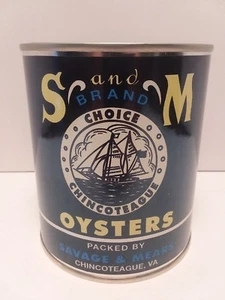 S and M
BRAND
CHOICE
CHINCOTEAGUE
OYSTERS
PACKED BY
SAVAGE & MEARS
CHINCOTEAGUE, VA